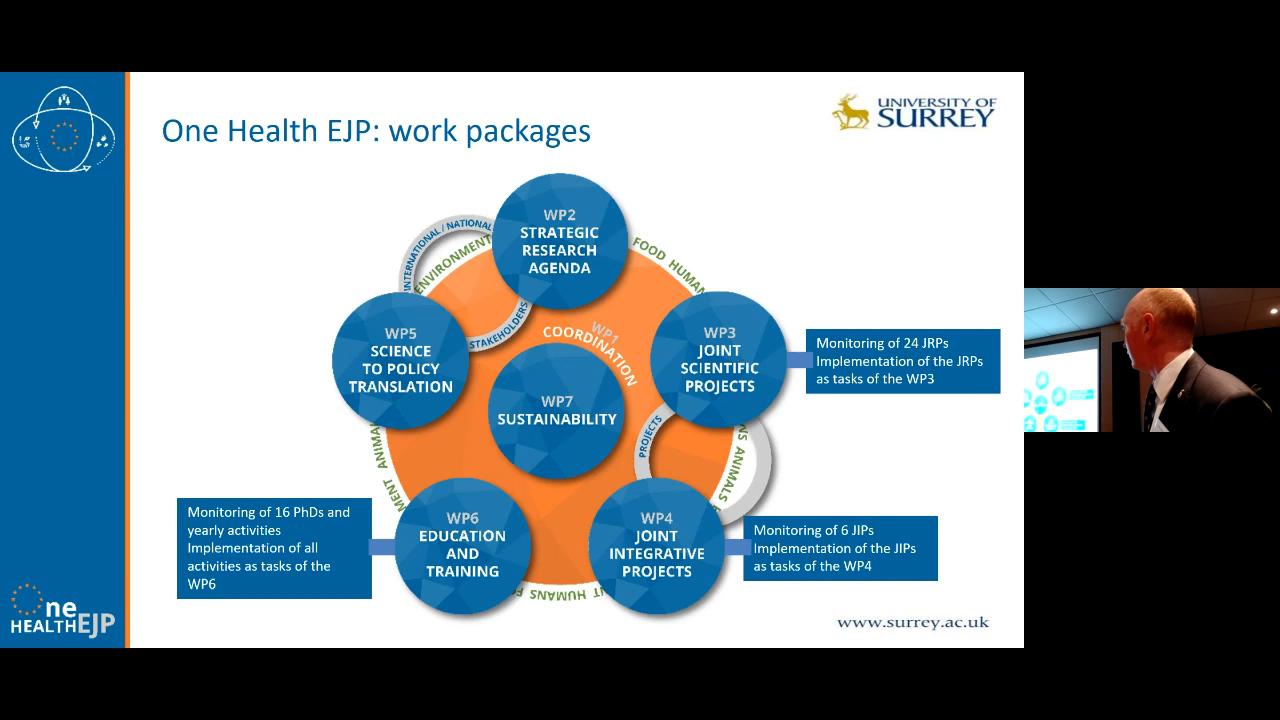 One Health EJP: work packages
UNIVERSITY OF
SURREY
WP2
STRATEGIC
RESEARCH
AGENDA
INTERNATIONAL / NATIONAL
STAKEHOLDERS
ENVIRONMENT
FOOD HUMAN
WP1
COORDINATION
WP5
SCIENCE
TO POLICY
TRANSLATION
WP3
JOINT
SCIENTIFIC
PROJECTS
Monitoring of 24 JRPs
Implementation of the JRPs
as tasks of the WP3
WP7
SUSTAINABILITY
PROJECTS
NS ANIMALS
MENT ANIMA
Monitoring of 16 PhDs and
yearly activities
Implementation of all
activities as tasks of the
WP6
WP6
EDUCATION
AND
TRAINING
WP4
JOINT
INTEGRATIVE
PROJECTS
Monitoring of 6 JIPs
Implementation of the JIPs
as tasks of the WP4
HUMANS
One
HEALTHEJP
www.surrey.ac.uk